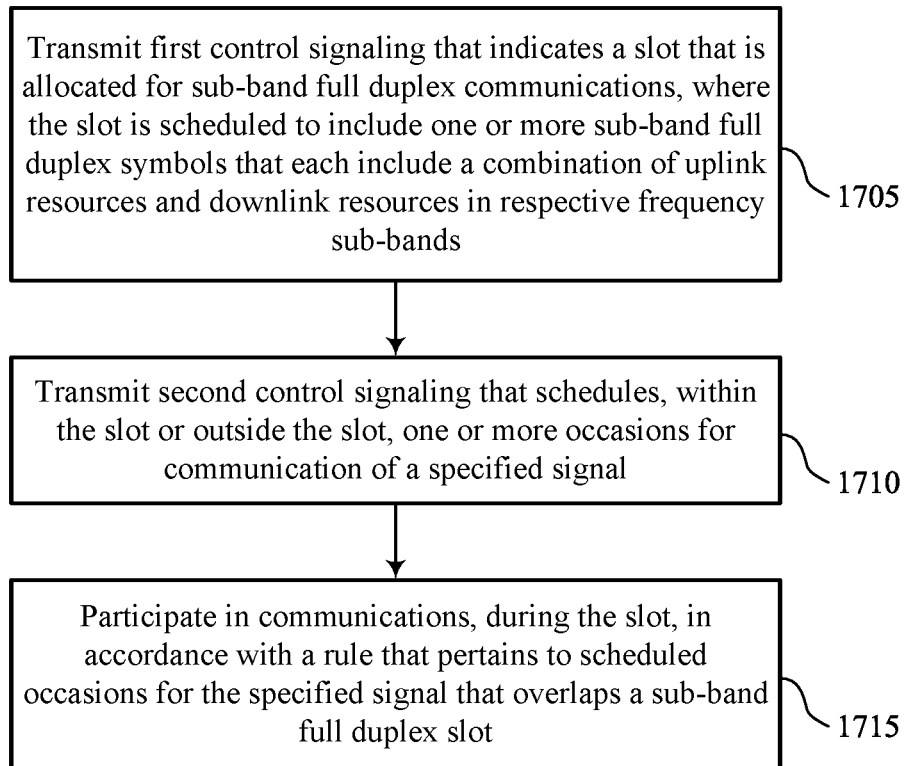 Transmit first control signaling that indicates a slot that is
allocated for sub-band full duplex communications, where
the slot is scheduled to include one or more sub-band full
duplex symbols that each include a combination of uplink
resources and downlink resources in respective frequency
sub-bands
1705
Transmit second control signaling that schedules, within
the slot or outside the slot, one or more occasions for
communication of a specified signal
1710
Participate in communications, during the slot, in
accordance with a rule that pertains to scheduled
occasions for the specified signal that overlaps a sub-band
full duplex slot
1715